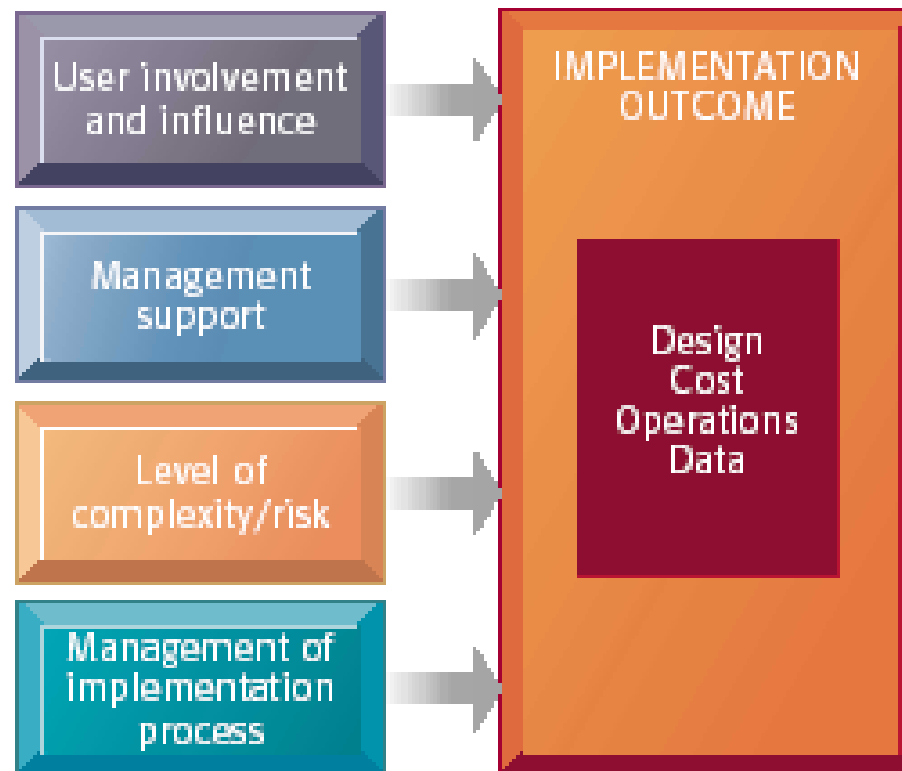 User involvement
and influence
Management
support
Level of
complexity/risk
Management of
implementation
process
IMPLEMENTATION
OUTCOME
Design
Cost
Operations
Data